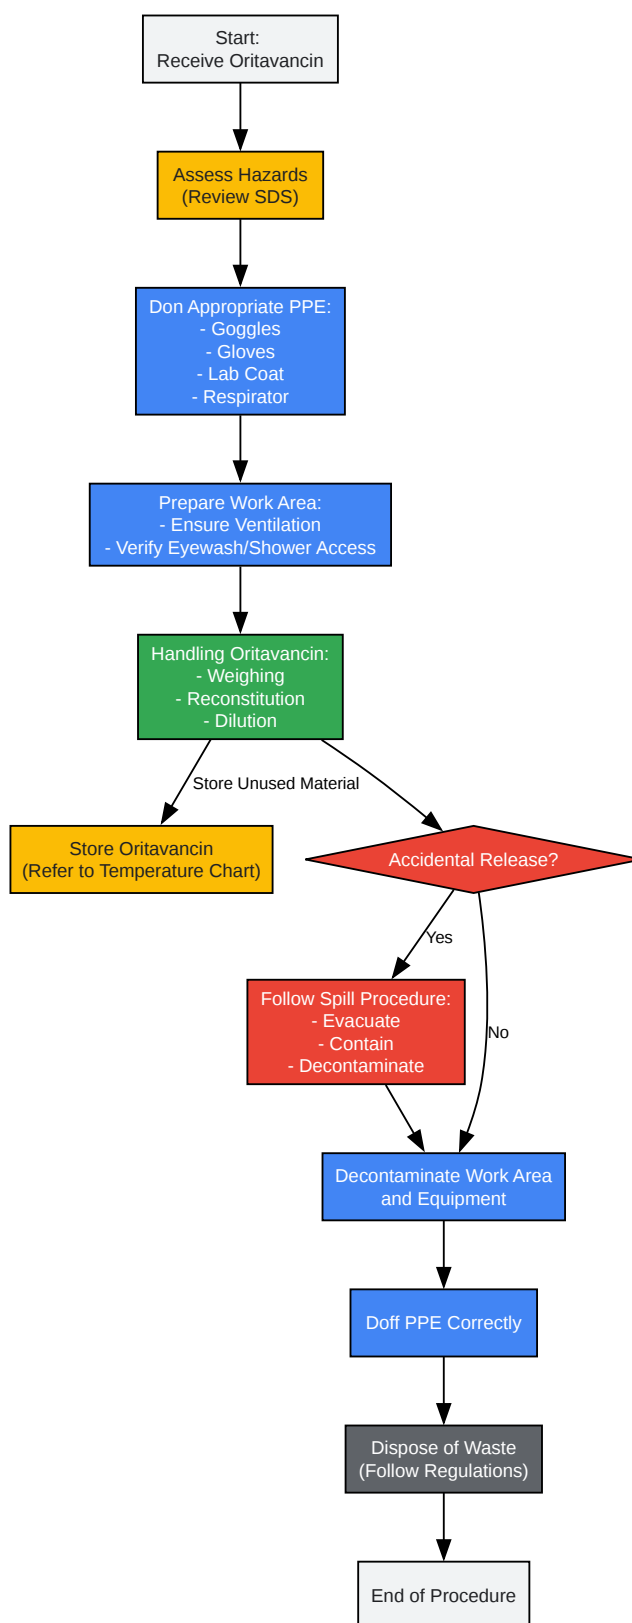 Start:
Receive Oritavancin
Assess Hazards
(Review SDS)
Don Appropriate PPE:
- Goggles
- Gloves
- Lab Coat
- Respirator
Prepare Work Area:
- Ensure Ventilation
- Verify Eyewash/Shower Access
Handling Oritavancin:
- Weighing
- Reconstitution
- Dilution
Store Unused Material
Store Oritavancin
(Refer to Temperature Chart)
Accidental Release?
Yes
Follow Spill Procedure:
- Evacuate
- Contain
- Decontaminate
No
Decontaminate Work Area
and Equipment
Doff PPE Correctly
Dispose of Waste
(Follow Regulations)
End of Procedure